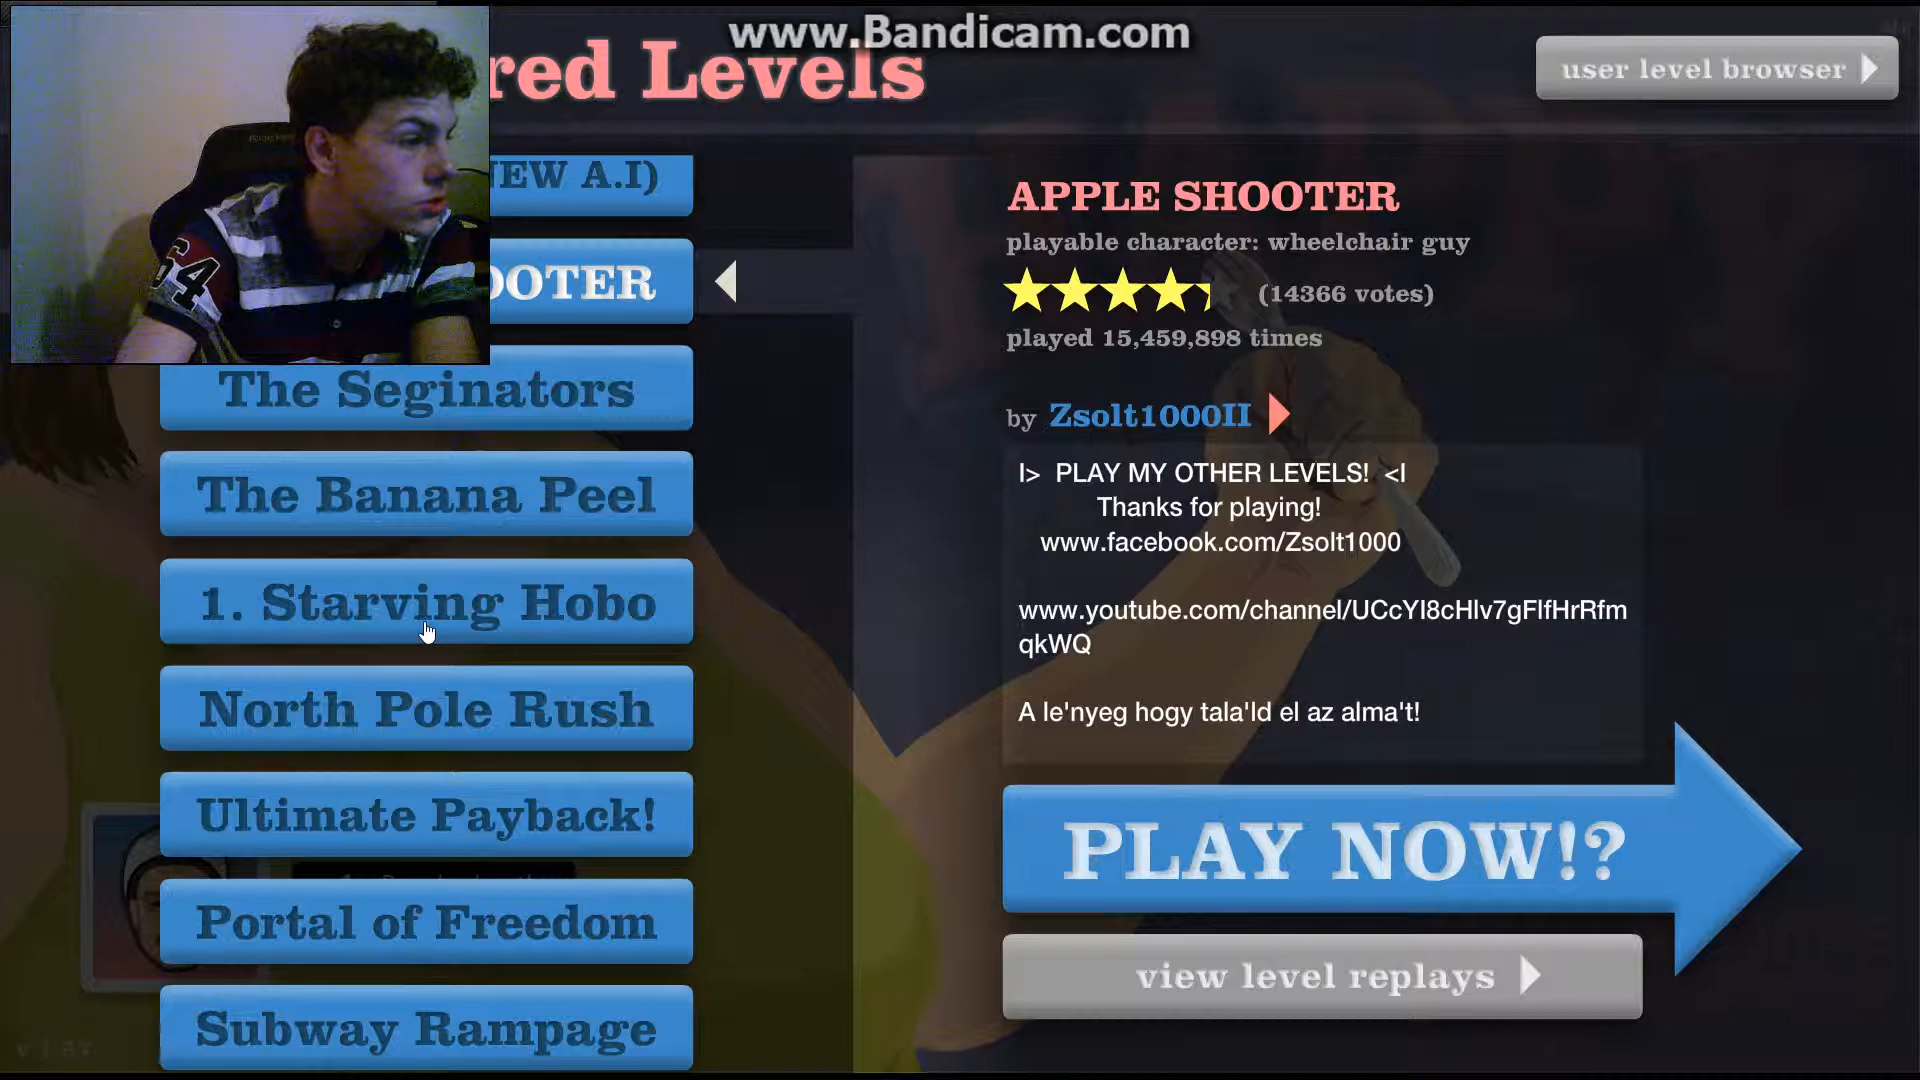 www.Bandicam.com
red Levels
user level browser
NEW A.I)
OOTER
The Seginators
The Banana Peel
1. Starving Hobo
North Pole Rush
Ultimate Payback!
Portal of Freedom
Subway Rampage
APPLE SHOOTER
playable character: wheelchair guy
(14366 votes)
played 15,459,898 times
by Zsolt1000II
I> PLAY MY OTHER LEVELS! <I
Thanks for playing!
www.facebook.com/Zsolt1000
www.youtube.com/channel/UCcYI8cHlv7gFlfHrRfm
qkWQ
A le'nyeg hogy tala'ld el az alma't!
PLAY NOW!?
view level replays
64